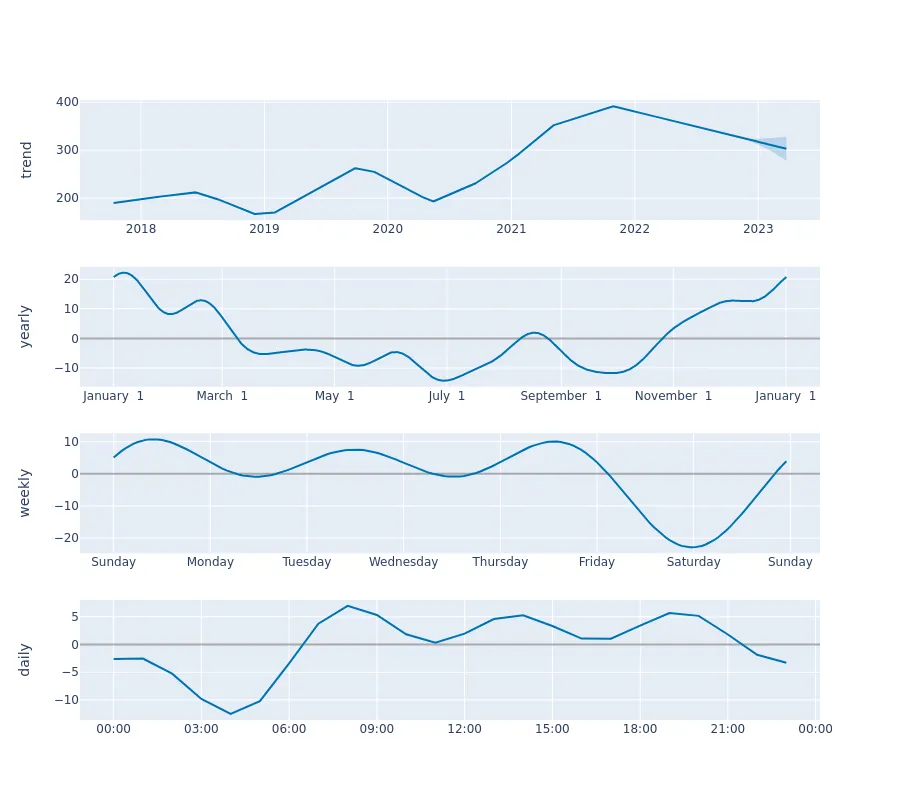 trend
400
300
200
2018 2019 2020 2021 2022 2023
yearly
20
10
0
−10
January 1 March 1 May 1 July 1 September 1 November 1 January 1
weekly
10
0
−10
−20
Sunday Monday Tuesday Wednesday Thursday Friday Saturday Sunday
daily
5
0
−5
−10
00:00 03:00 06:00 09:00 12:00 15:00 18:00 21:00 00:00